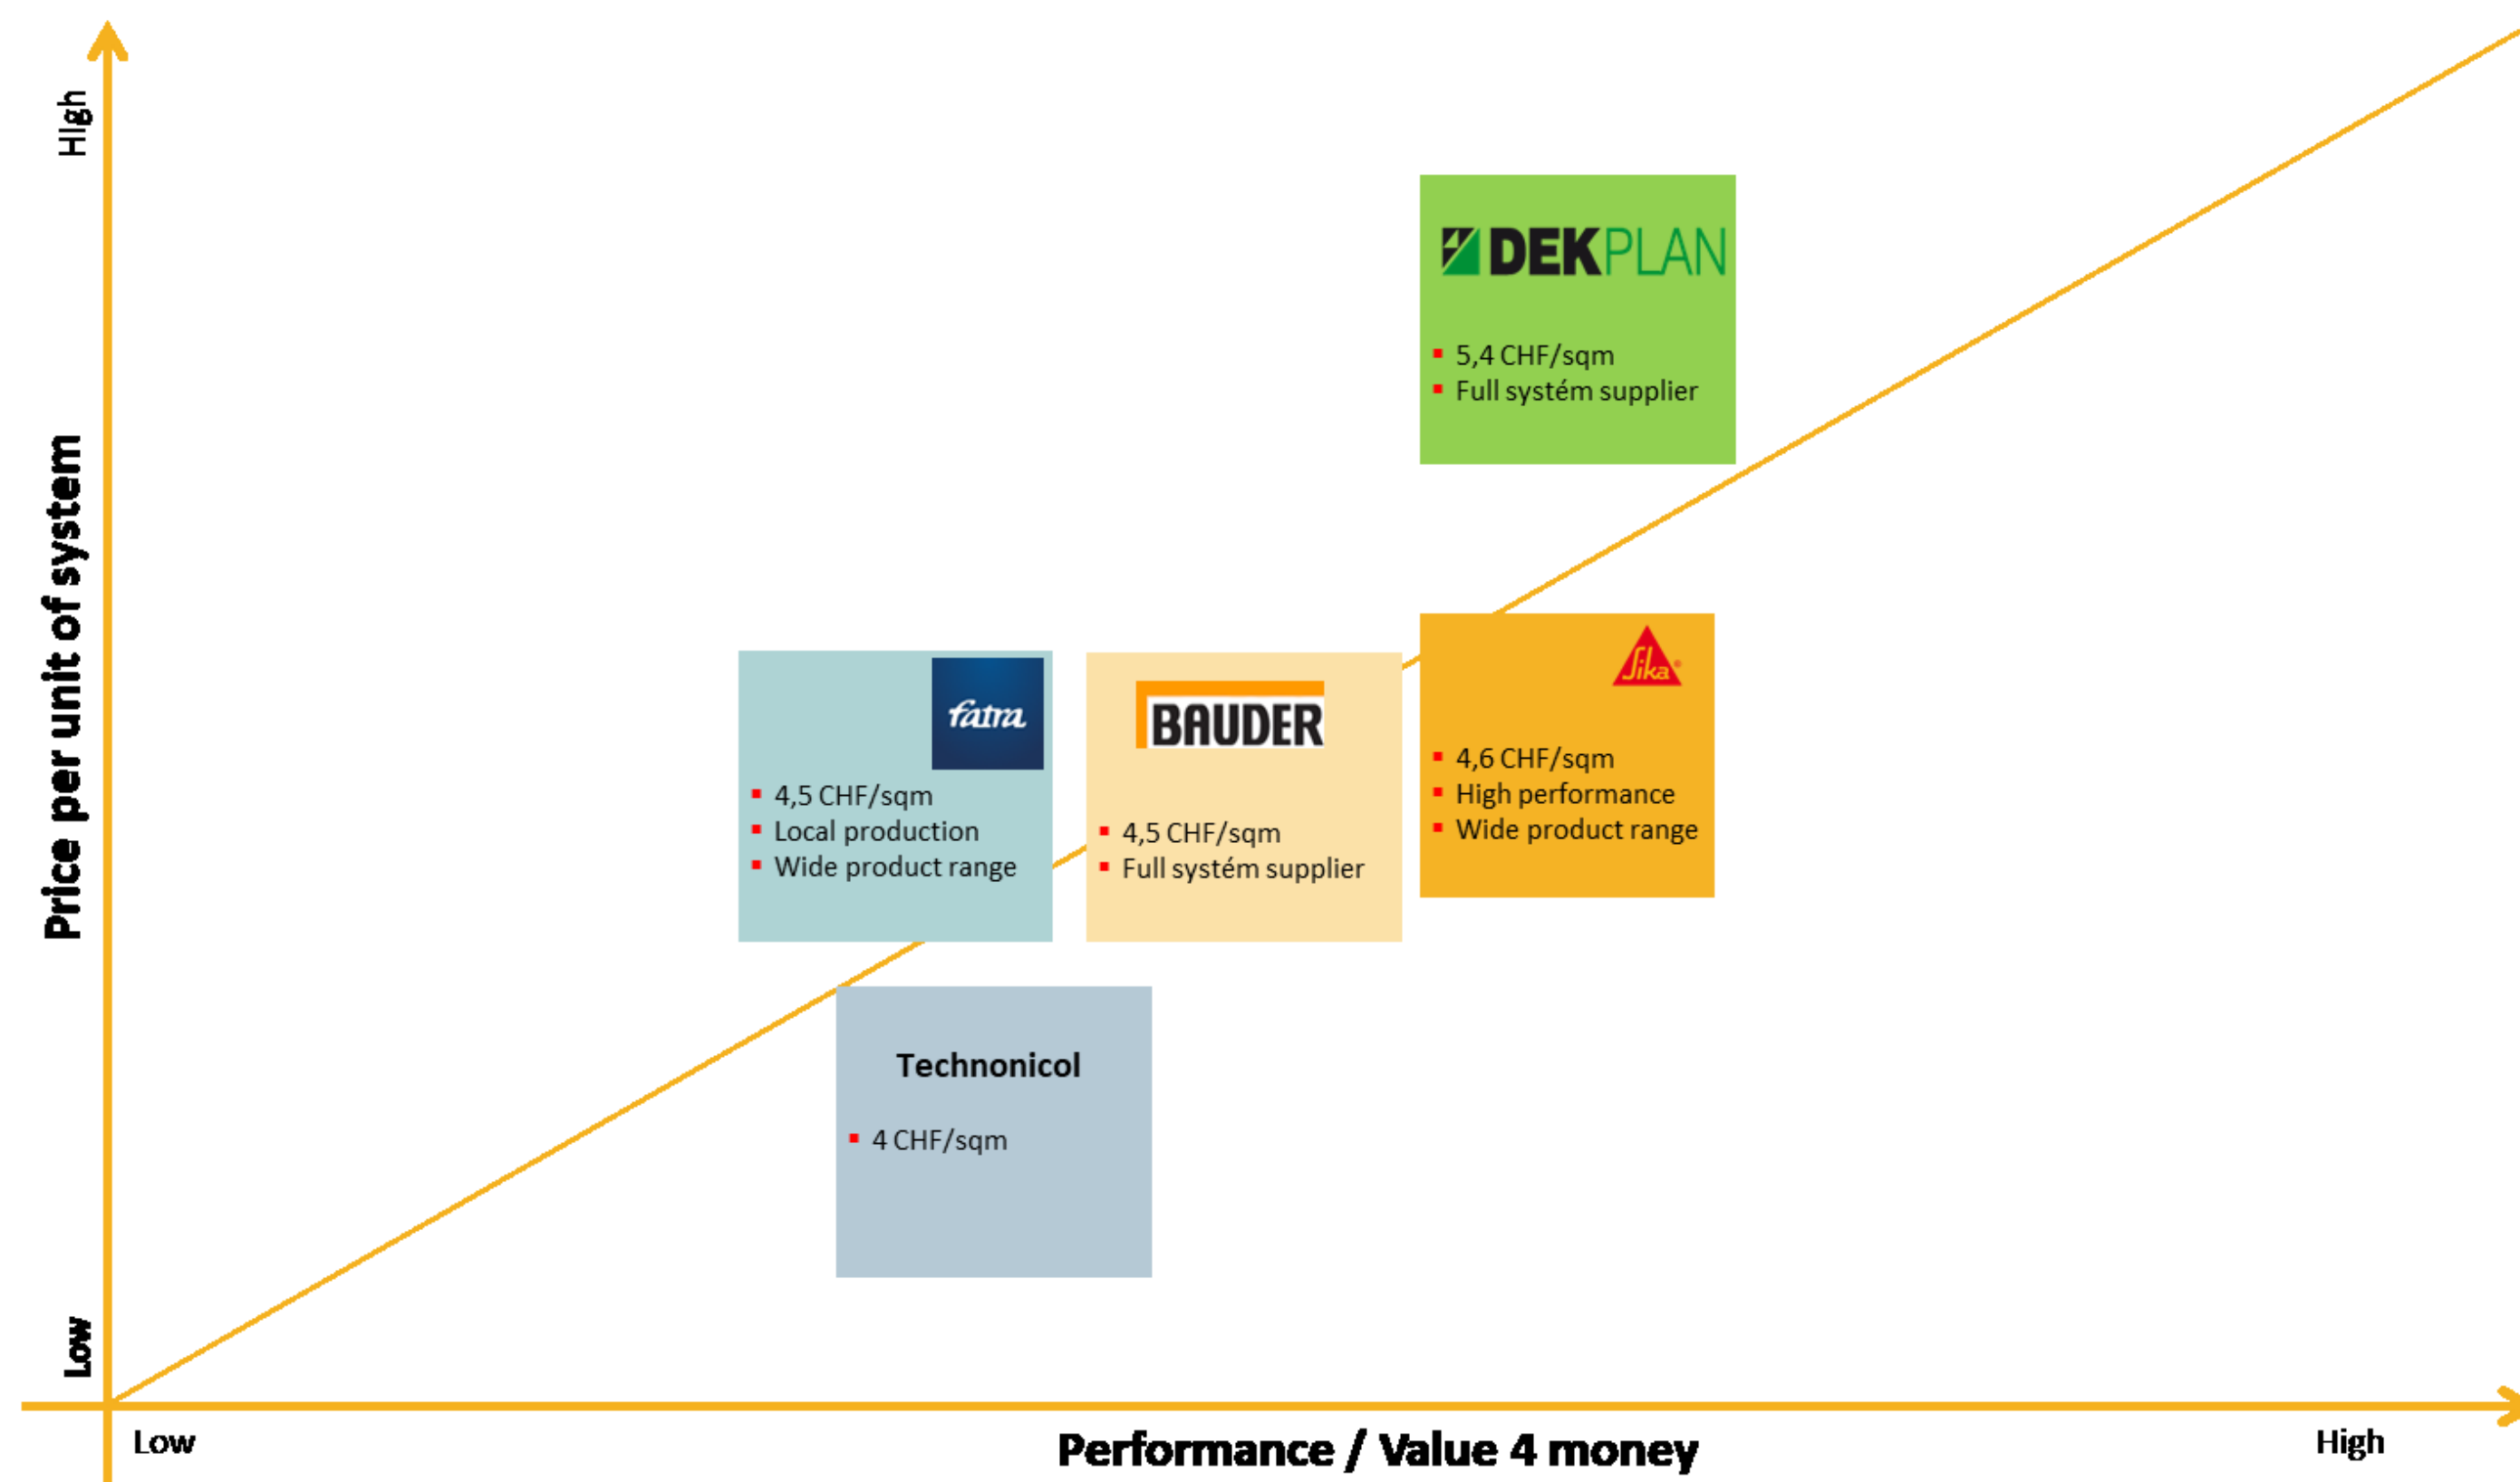 High
Price per unit of system
Low
DEKPLAN
5,4 CHF/sqm
Full systém supplier
fatra
4,5 CHF/sqm
Local production
Wide product range
BAUDER
4,5 CHF/sqm
Full systém supplier
Sika®
4,6 CHF/sqm
High performance
Wide product range
Technonicol
4 CHF/sqm
Low
Performance / Value 4 money
High